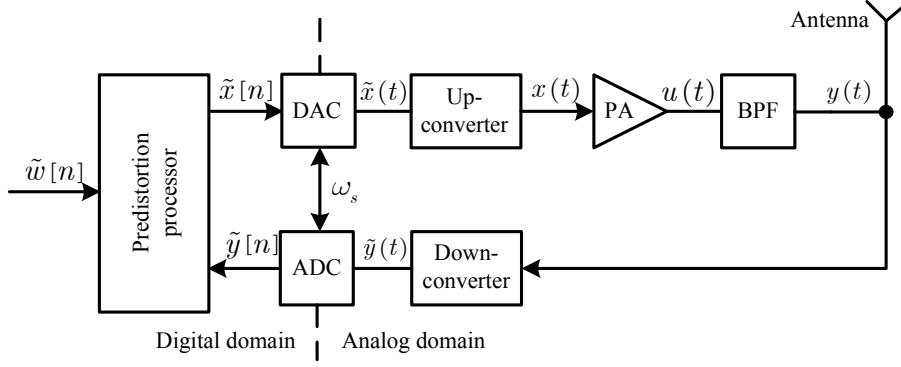 Antenna
x̃[n]
DAC
x̃(t)
Up-
converter
x(t)
PA
u(t)
BPF
y(t)
w̃[n]
Predistortion
processor
ω_s
ỹ[n]
ADC
ỹ(t)
Down-
converter
Digital domain
Analog domain